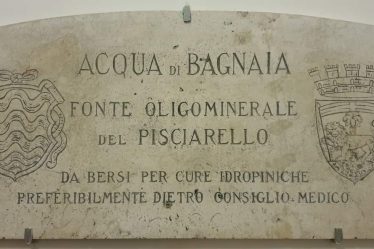 ACQUA DI BAGNAIA
FONTE OLIGOMINERALE
DEL PISCIARELLO
DA BERSI PER CURE IDROPINICHE
PREFERIBILMENTE DIETRO CONSIGLIO MEDICO